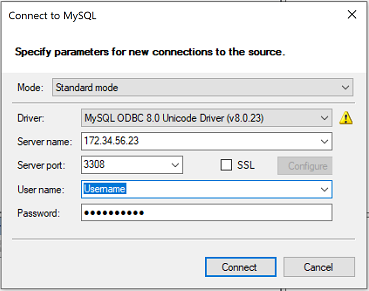 Connect to MySQL
Specify parameters for new connections to the source.
Mode: Standard mode
Driver: MySQL ODBC 8.0 Unicode Driver (v8.0.23)
Server name: 172.34.56.23
Server port: 3308 SSL Configure
User name: Username
Password: ●●●●●●●●●●
Connect Cancel